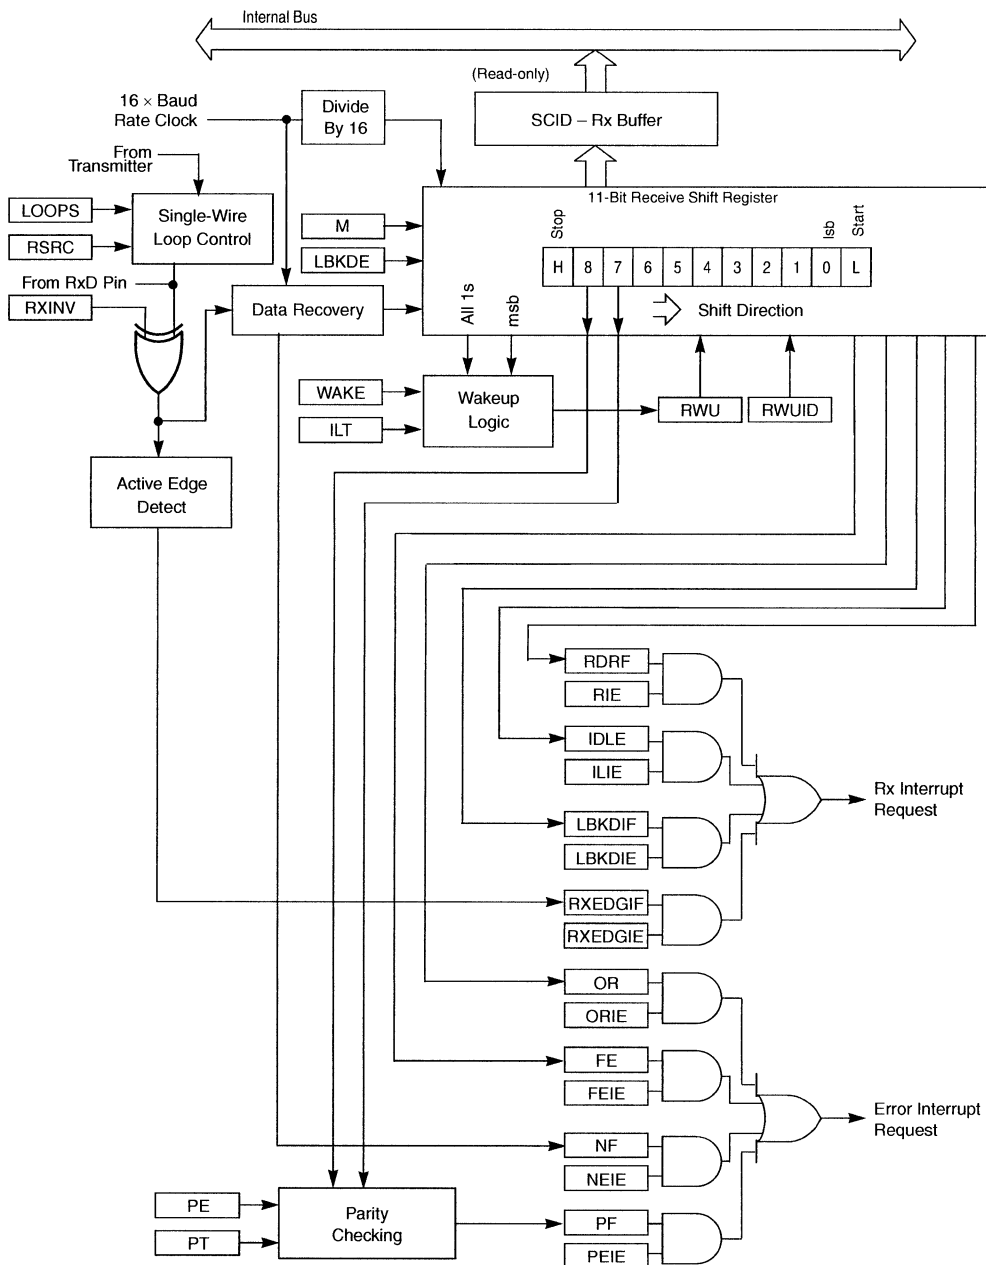 Internal Bus
(Read-only)
16 × Baud
Rate Clock
Divide
By 16
SCID – Rx Buffer
From
Transmitter
11-Bit Receive Shift Register
LOOPS
Single-Wire
Loop Control
M
Stop
lsb
Start
RSRC
LBKDE
H 8 7 6 5 4 3 2 1 0 L
From RxD Pin
RXINV
Data Recovery
All 1s
msb
Shift Direction
WAKE
Wakeup
Logic
ILT
RWU
RWUID
Active Edge
Detect
RDRF
RIE
IDLE
ILIE
Rx Interrupt
Request
LBKDIF
LBKDIE
RXEDGIF
RXEDGIE
OR
ORIE
FE
FEIE
Error Interrupt
Request
NF
NEIE
PE
Parity
Checking
PT
PF
PEIE